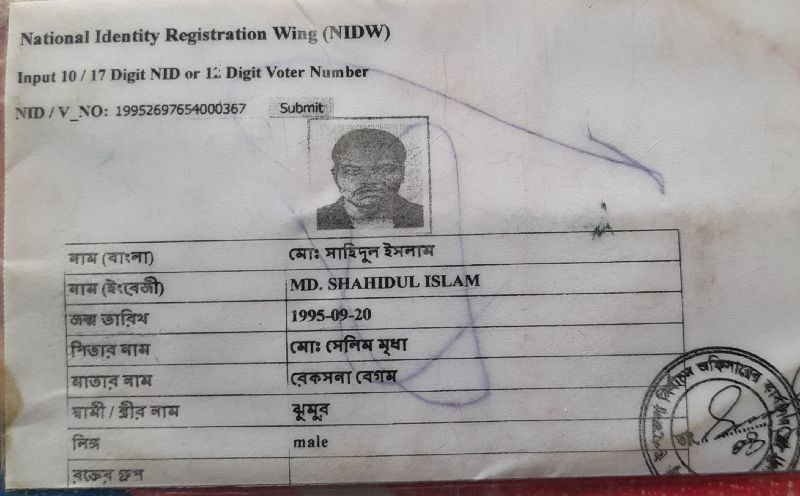 National Identity Registration Wing (NIDW)
Input 10 / 17 Digit NID or 12 Digit Voter Number
NID / V_NO: 19952697654000367 Submit
নাম (বাংলা) মোঃ সাহিদুন ইসলাম
নাম (ইংরেজী) MD. SHAHIDUL ISLAM
জন্ম তারিখ 1995-09-20
পিতার নাম মোঃ সেলিম মৃধা
মাতার নাম রেকসনা বেগম
স্বামী / স্ত্রীর নাম ঝুমুর
লিঙ্গ male
রক্তের গ্রুপ